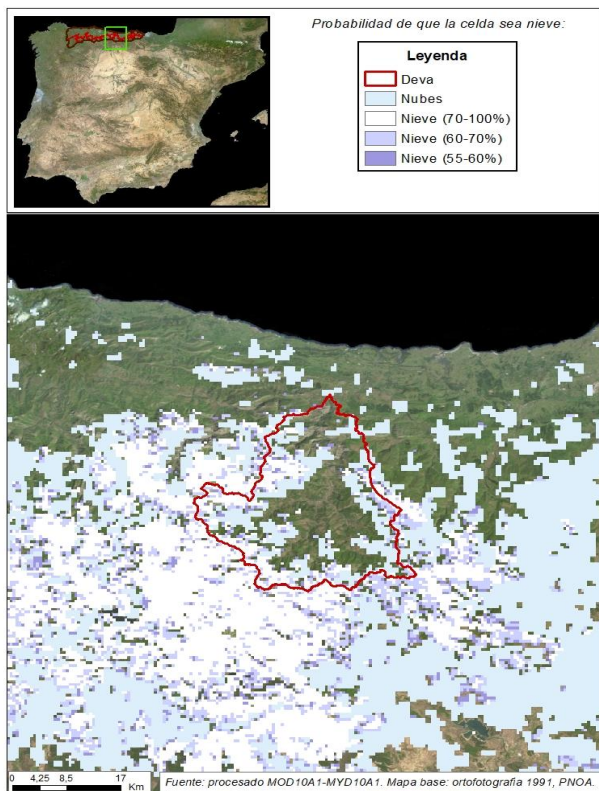 Probabilidad de que la celda sea nieve:
Leyenda
Deva
Nubes
Nieve (70-100%)
Nieve (60-70%)
Nieve (55-60%)
0 4,25 8,5 17
Km
Fuente: procesado MOD10A1-MYD10A1. Mapa base: ortofotografía 1991, PNOA.